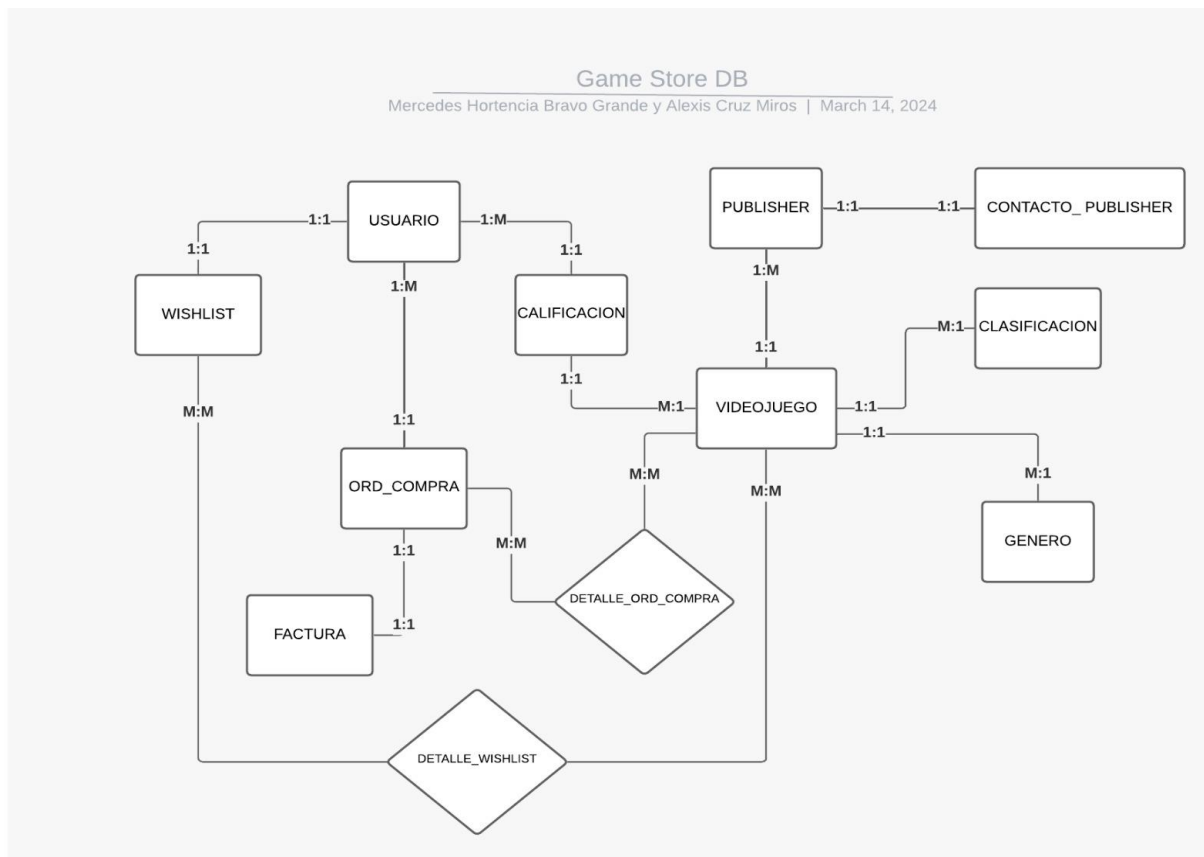 Game Store DB
Mercedes Hortencia Bravo Grande y Alexis Cruz Miros | March 14, 2024
USUARIO
1:1
1:M
1:1
1:1
1:M
WISHLIST
CALIFICACION
M:M
1:1
M:1
PUBLISHER
1:1
1:1
CONTACTO_ PUBLISHER
1:M
1:1
M:1
CLASIFICACION
VIDEOJUEGO
1:1
1:1
M:1
GENERO
1:1
ORD_COMPRA
M:M
M:M
M:M
1:1
1:1
FACTURA
DETALLE_ORD_COMPRA
DETALLE_WISHLIST